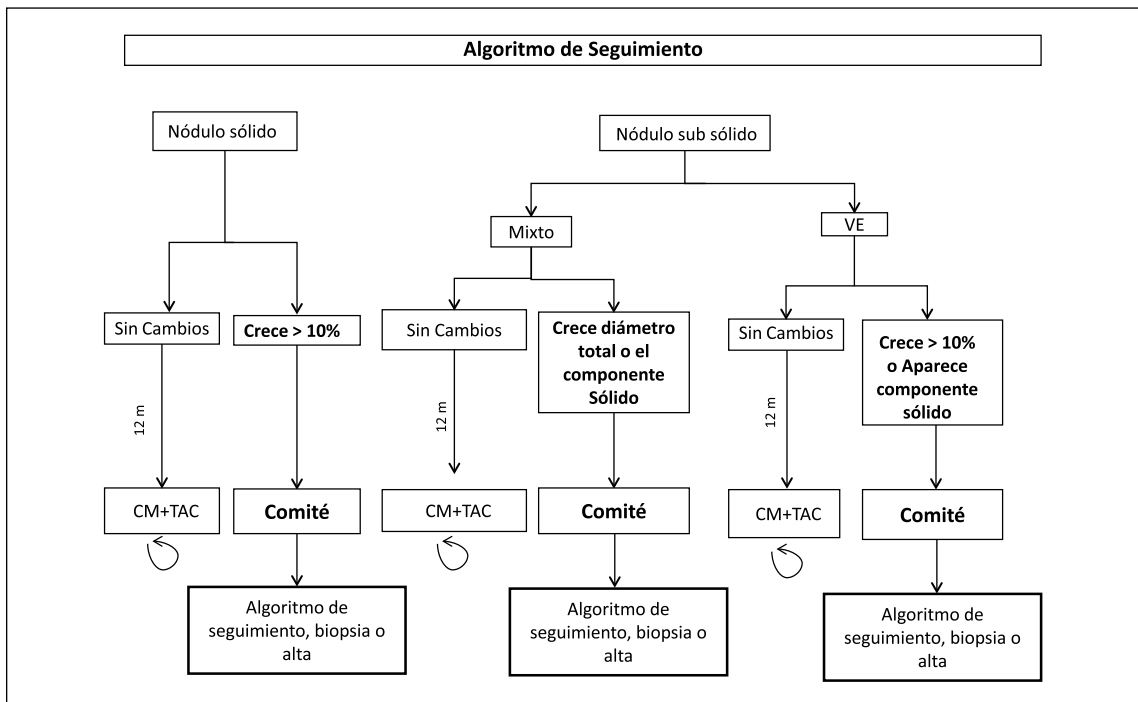 Algoritmo de Seguimiento
Nódulo sólido
Nódulo sub sólido
Mixto
VE
Sin Cambios
Crece > 10%
Sin Cambios
Crece diámetro
total o el
componente
Sólido
Sin Cambios
Crece > 10%
o Aparece
componente
sólido
12 m
12 m
12 m
CM+TAC
Comité
CM+TAC
Comité
CM+TAC
Comité
Algoritmo de
seguimiento, biopsia o
alta
Algoritmo de
seguimiento, biopsia o
alta
Algoritmo de
seguimiento, biopsia o
alta